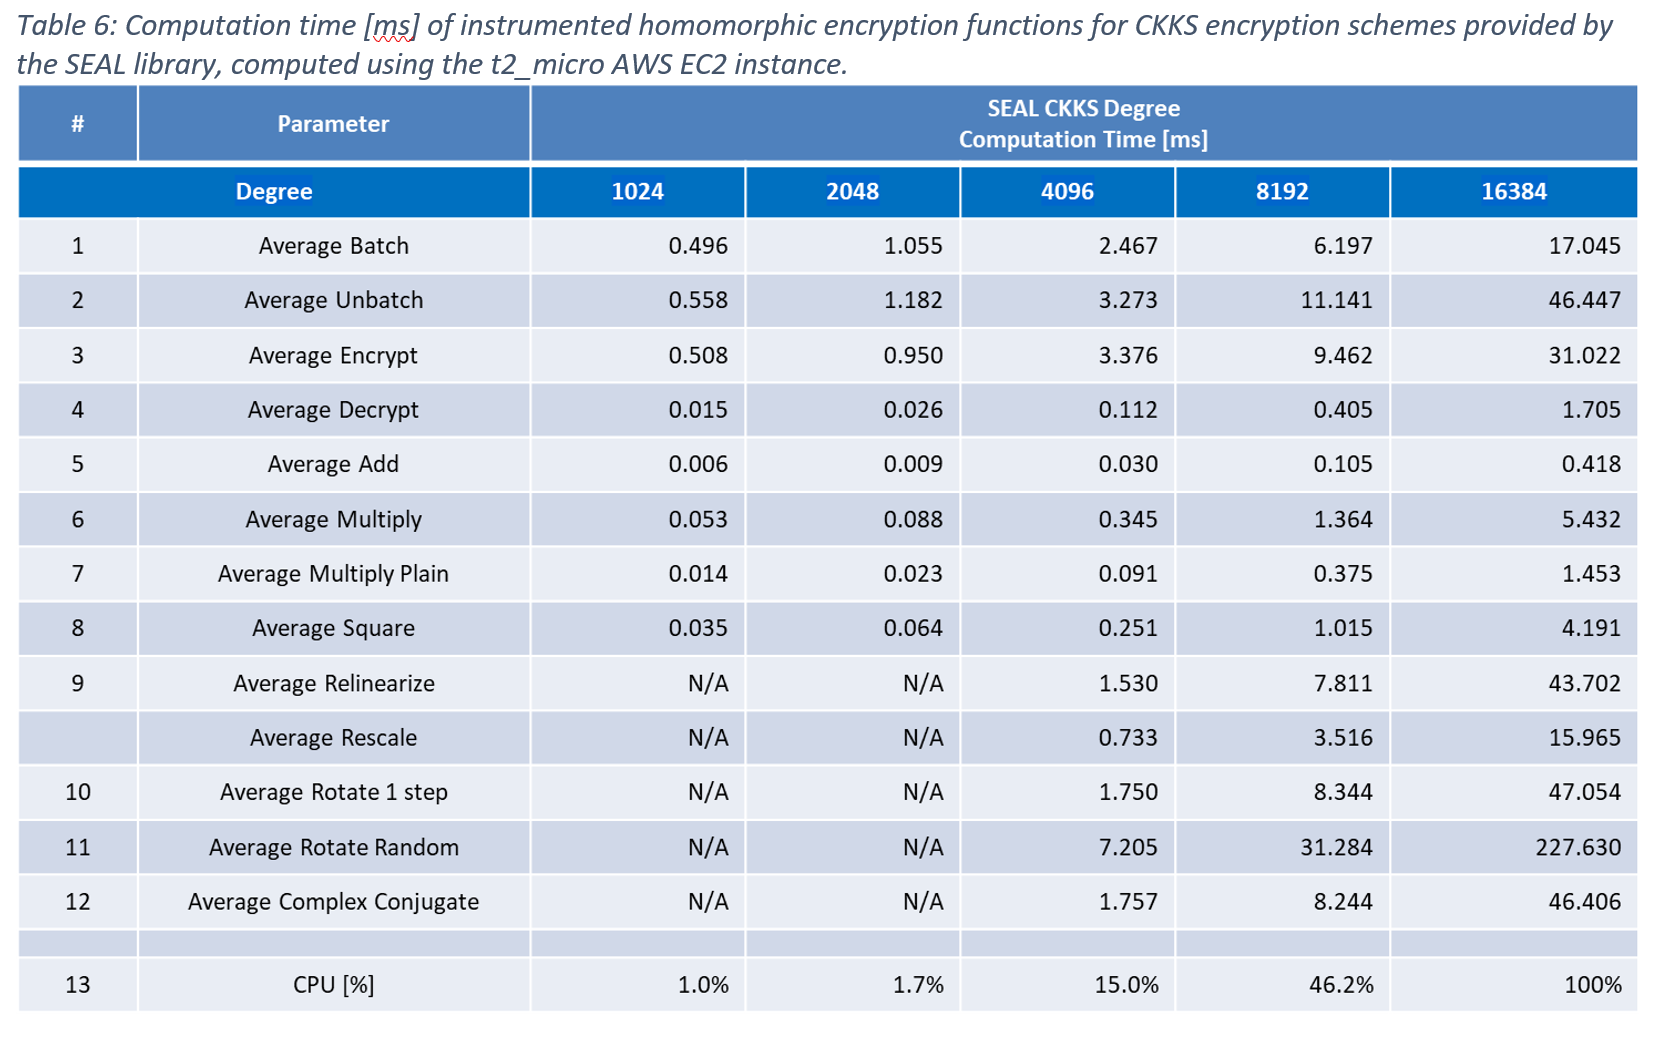 Table 6: Computation time [ms] of instrumented homomorphic encryption functions for CKKS encryption schemes provided by
the SEAL library, computed using the t2_micro AWS EC2 instance.
# Parameter SEAL CKKS Degree
Computation Time [ms]
Degree 1024 2048 4096 8192 16384
1 Average Batch 0.496 1.055 2.467 6.197 17.045
2 Average Unbatch 0.558 1.182 3.273 11.141 46.447
3 Average Encrypt 0.508 0.950 3.376 9.462 31.022
4 Average Decrypt 0.015 0.026 0.112 0.405 1.705
5 Average Add 0.006 0.009 0.030 0.105 0.418
6 Average Multiply 0.053 0.088 0.345 1.364 5.432
7 Average Multiply Plain 0.014 0.023 0.091 0.375 1.453
8 Average Square 0.035 0.064 0.251 1.015 4.191
9 Average Relinearize N/A N/A 1.530 7.811 43.702
Average Rescale N/A N/A 0.733 3.516 15.965
10 Average Rotate 1 step N/A N/A 1.750 8.344 47.054
11 Average Rotate Random N/A N/A 7.205 31.284 227.630
12 Average Complex Conjugate N/A N/A 1.757 8.244 46.406
13 CPU [%] 1.0% 1.7% 15.0% 46.2% 100%